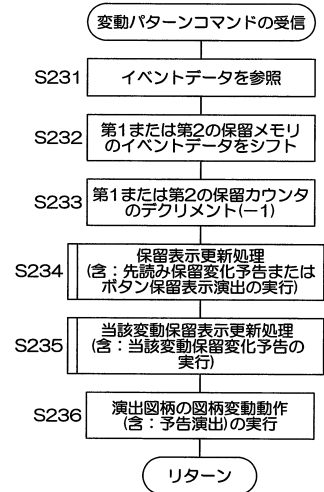 変動パターンコマンドの受信
S231
イベントデータを参照
S232
第1または第2の保留メモリ
のイベントデータをシフト
S233
第1または第2の保留カウンタ
のデクリメント(-1)
S234
保留表示更新処理
(含:先読み保留変化予告または
ボタン保留表示演出の実行)
S235
当該変動保留表示更新処理
(含:当該変動保留変化予告の
実行)
S236
演出図柄の図柄変動動作
(含:予告演出)の実行
リターン